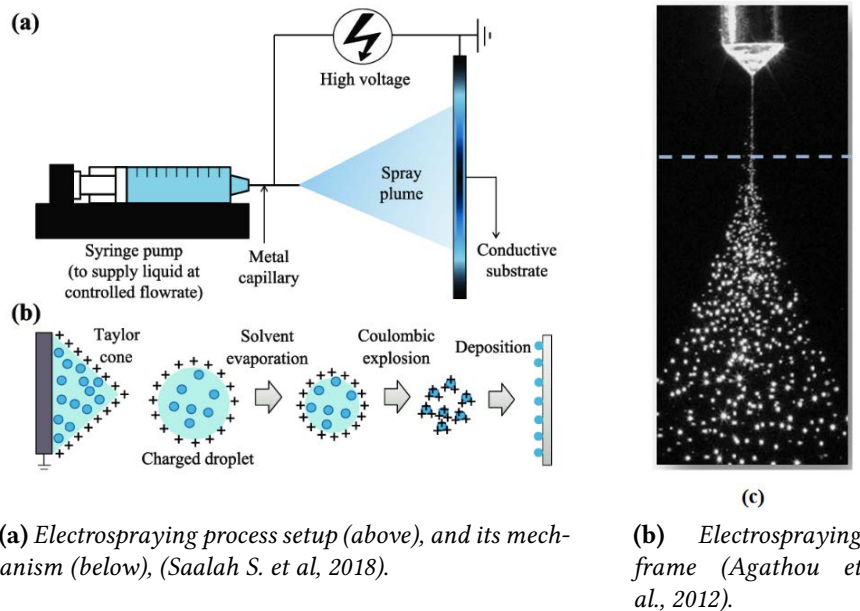 (a)
High voltage
Spray
plume
Syringe pump
(to supply liquid at
controlled flowrate)
Metal
capillary
Conductive
substrate
(b)
Taylor
cone
Solvent
evaporation
Coulombic
explosion
Deposition
Charged droplet
(c)
(a) Electrospraying process setup (above), and its mech-
anism (below), (Saalah S. et al, 2018).
(b) Electrospraying
frame (Agathou et
al., 2012).